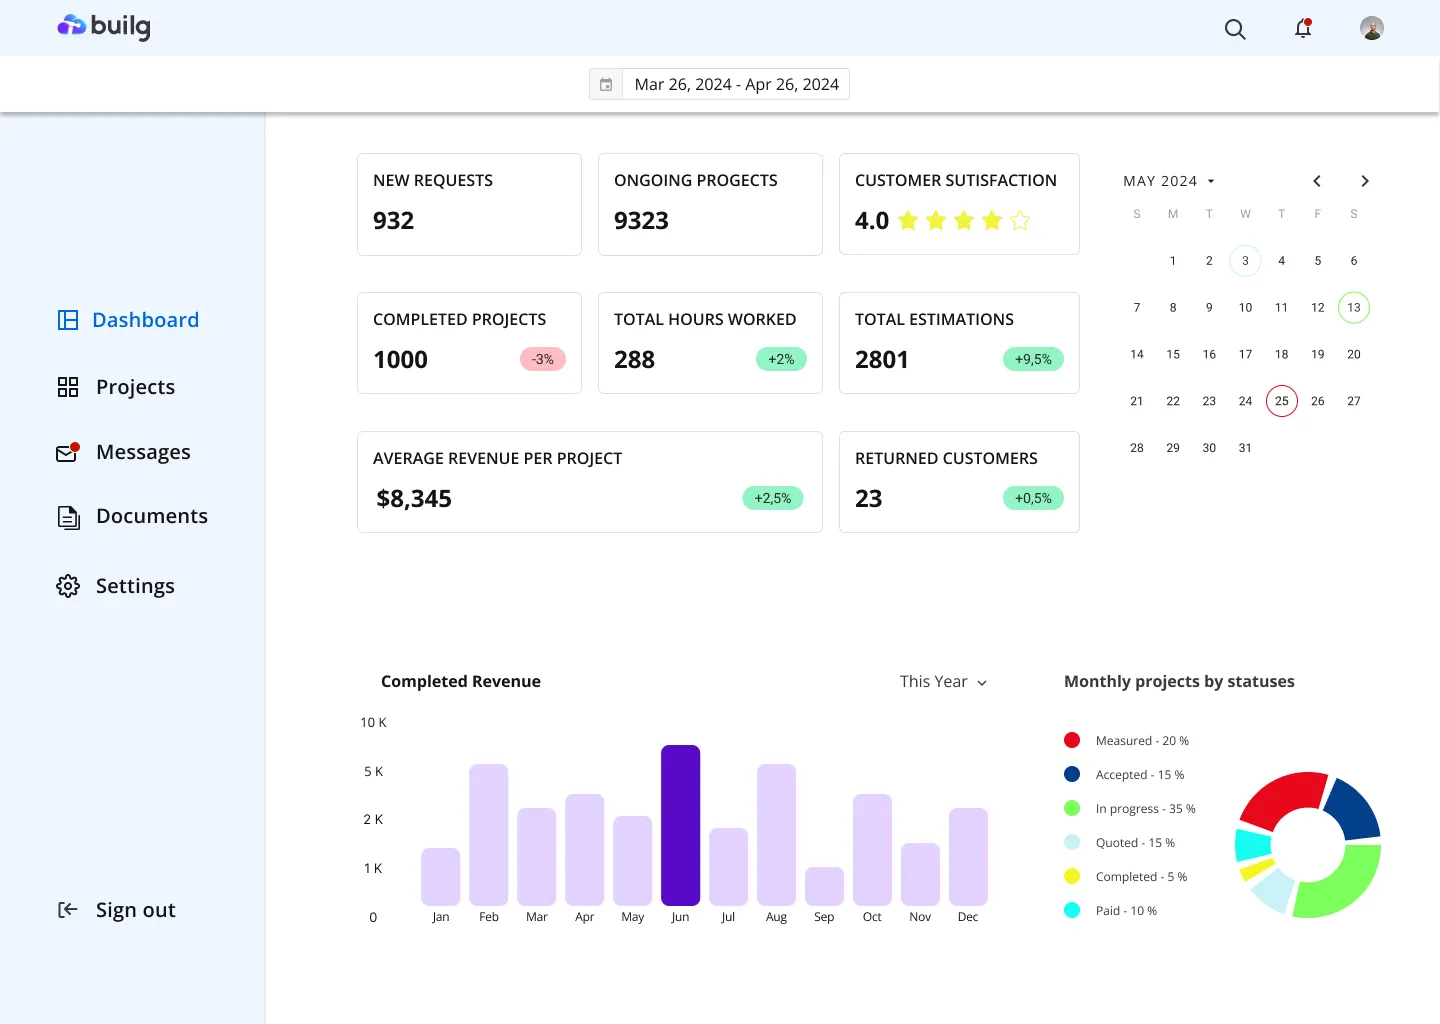 builg
Mar 26, 2024 - Apr 26, 2024
Dashboard
Projects
Messages
Documents
Settings
Sign out
NEW REQUESTS
932
ONGOING PROGECTS
9323
CUSTOMER SUTISFACTION
4.0
COMPLETED PROJECTS
1000 -3%
TOTAL HOURS WORKED
288 +2%
TOTAL ESTIMATIONS
2801 +9,5%
AVERAGE REVENUE PER PROJECT
$8,345 +2,5%
RETURNED CUSTOMERS
23 +0,5%
MAY 2024
S M T W T F S
1 2 3 4 5 6
7 8 9 10 11 12 13
14 15 16 17 18 19 20
21 22 23 24 25 26 27
28 29 30 31
Completed Revenue
This Year
10 K
5 K
2 K
1 K
0
Jan Feb Mar Apr May Jun Jul Aug Sep Oct Nov Dec
Monthly projects by statuses
Measured - 20 %
Accepted - 15 %
In progress - 35 %
Quoted - 15 %
Completed - 5 %
Paid - 10 %